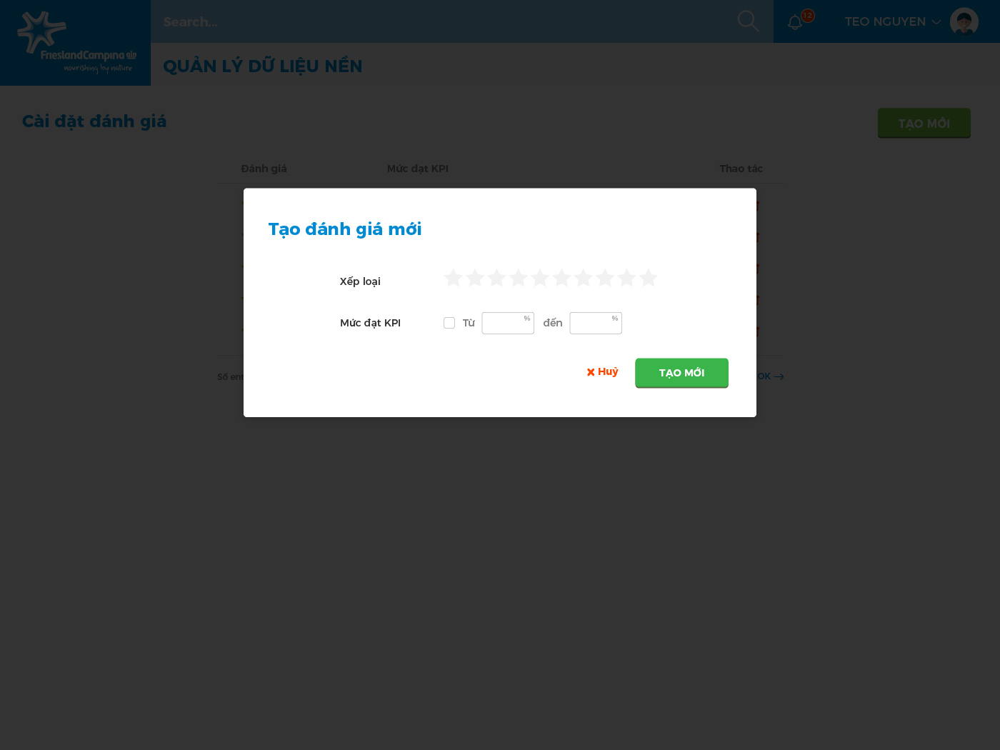 FrieslandCampina
nourishing by nature
Search...
12
TEO NGUYEN
QUẢN LÝ DỮ LIỆU NỀN
Cài đặt đánh giá
TẠO MỚI
Đánh giá Mức đạt KPI Thao tác
Tạo đánh giá mới
Xếp loại
Mức đạt KPI Từ % đến %
Huỷ TẠO MỚI
Số OK